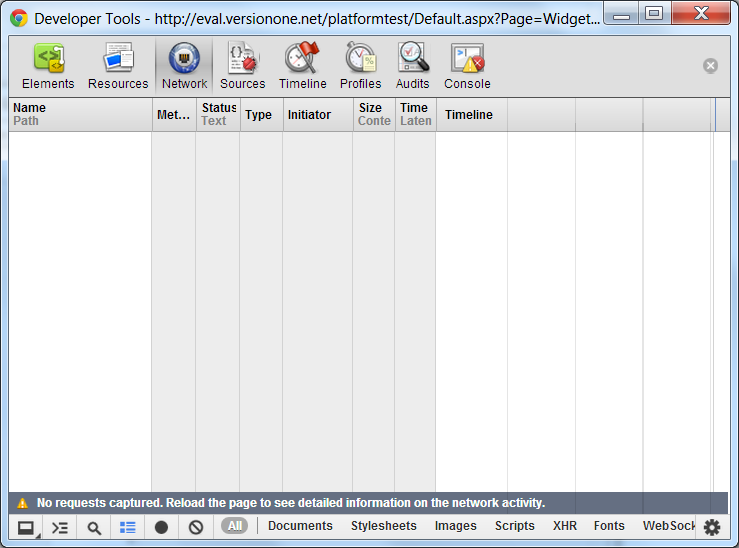 Developer Tools - http://eval.versionone.net/platformtest/Default.aspx?Page=Widget...
Elements Resources Network Sources Timeline Profiles Audits Console
Name Met... Status Type Initiator Size Time Timeline
Path Text Conte Laten
No requests captured. Reload the page to see detailed information on the network activity.
All Documents Stylesheets Images Scripts XHR Fonts WebSock